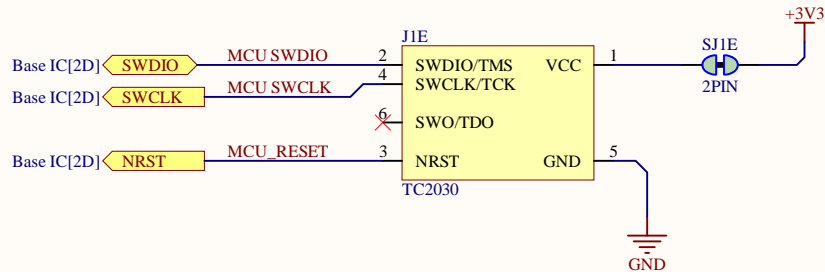 +3V3
J1E
SJ1E
Base IC[2D] SWDIO MCU SWDIO 2 SWDIO/TMS VCC 1
2PIN
Base IC[2D] SWCLK MCU SWCLK 4 SWCLK/TCK
6 SWO/TDO
Base IC[2D] NRST MCU_RESET 3 NRST GND 5
TC2030
GND